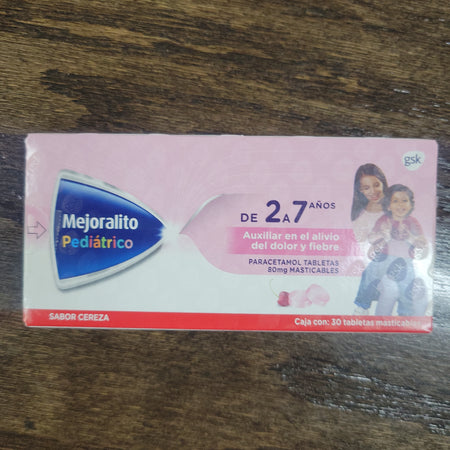 gsk
Mejoralito
Pediátrico
DE 2 A 7 AÑOS
Auxiliar en el alivio
del dolor y fiebre
PARACETAMOL TABLETAS
80mg MASTICABLES
SABOR CEREZA
Caja con: 30 tabletas masticables